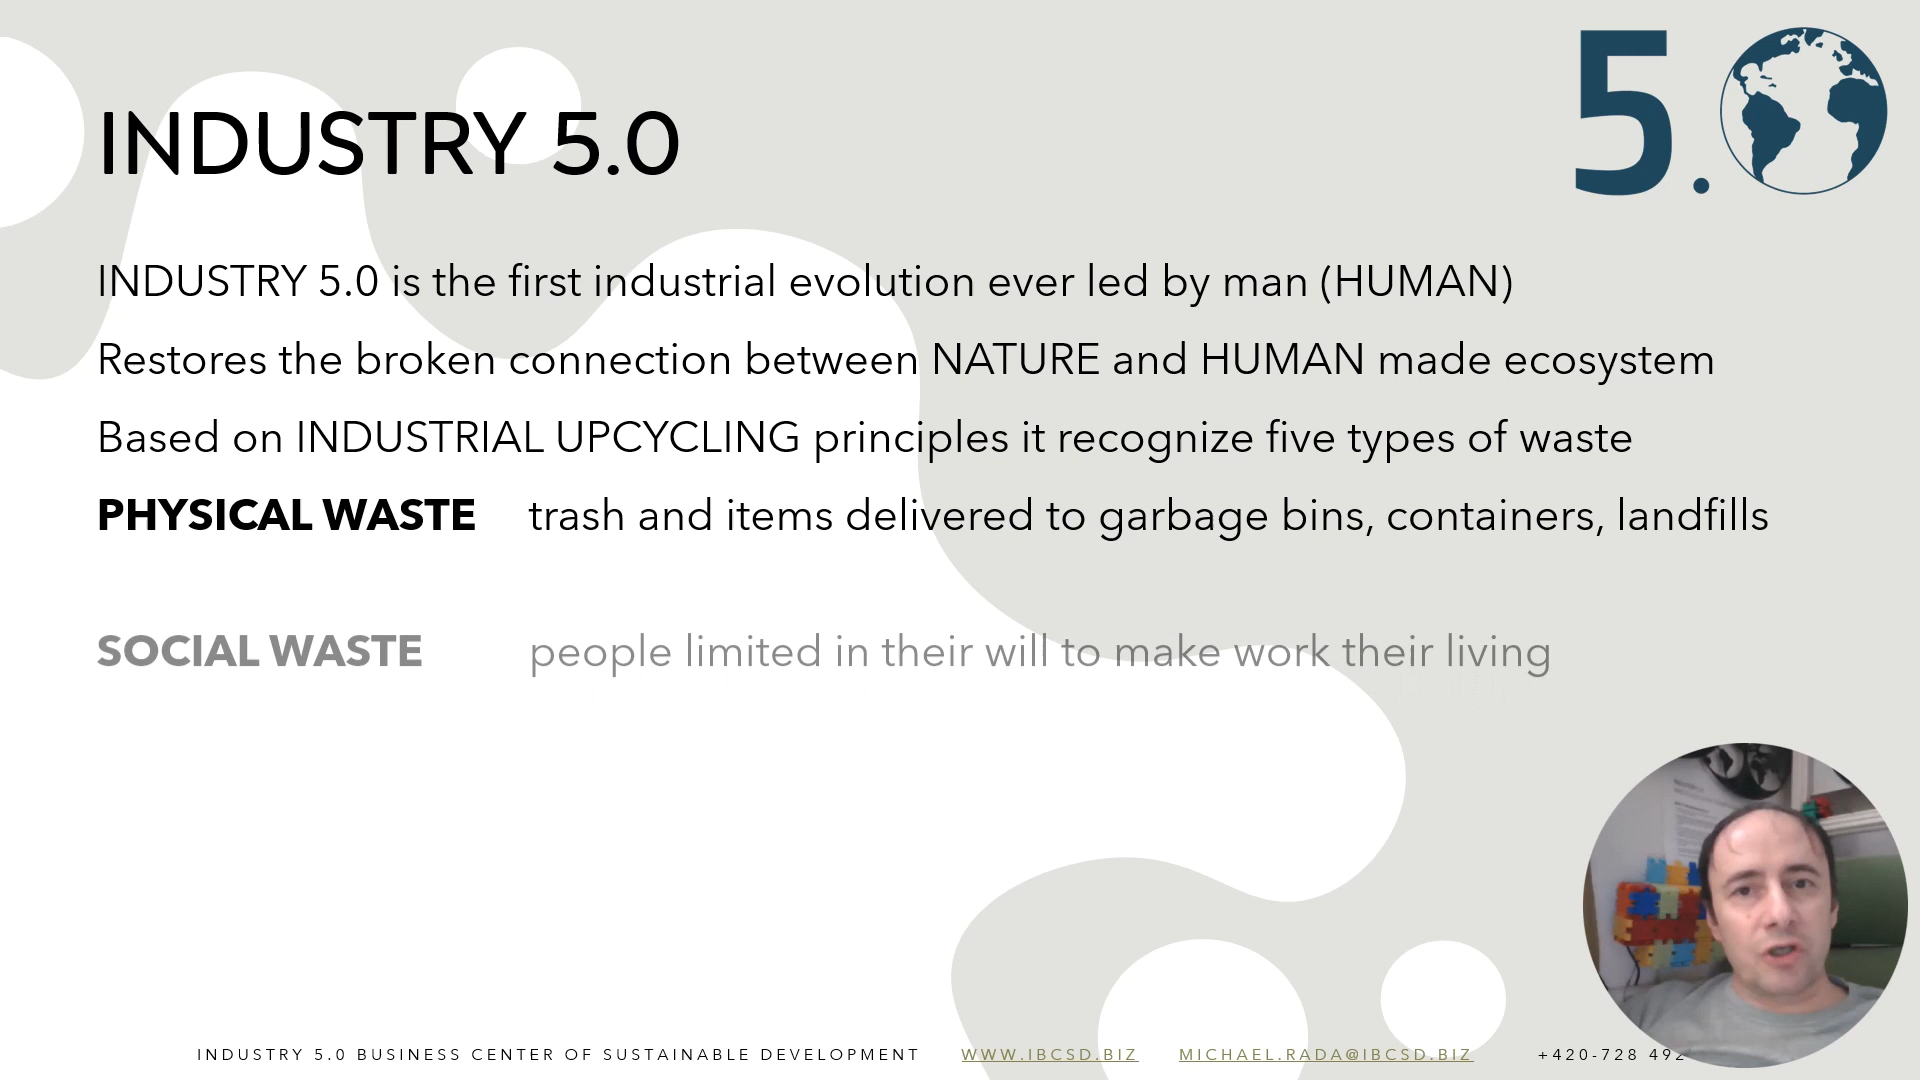 5.
INDUSTRY 5.0
INDUSTRY 5.0 is the first industrial evolution ever led by man (HUMAN)
Restores the broken connection between NATURE and HUMAN made ecosystem
Based on INDUSTRIAL UPCYCLING principles it recognize five types of waste
PHYSICAL WASTE trash and items delivered to garbage bins, containers, landfills
SOCIAL WASTE people limited in their will to make work their living
INDUSTRY 5.0 BUSINESS CENTER OF SUSTAINABLE DEVELOPMENT WWW.IBCSD.BIZ MICHAEL.RADA@IBCSD.BIZ +420-728 492